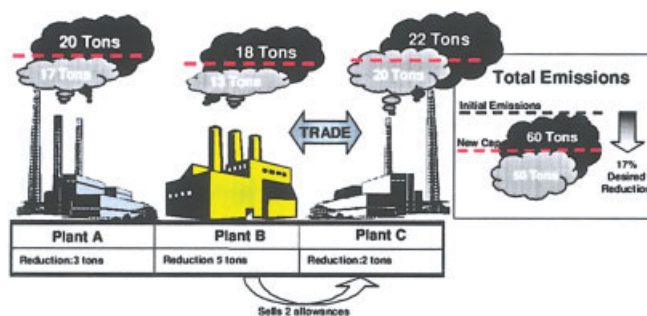 20 Tons
17 Tons
18 Tons
13 Tons
22 Tons
20 Tons
TRADE
Total Emissions
Initial Emissions
New Cap
60 Tons
50 Tons
17%
Desired
Reduction
Plant A
Plant B
Plant C
Reduction:3 tons
Reduction 5 tons
Reduction:2 tons
Sells 2 allowances